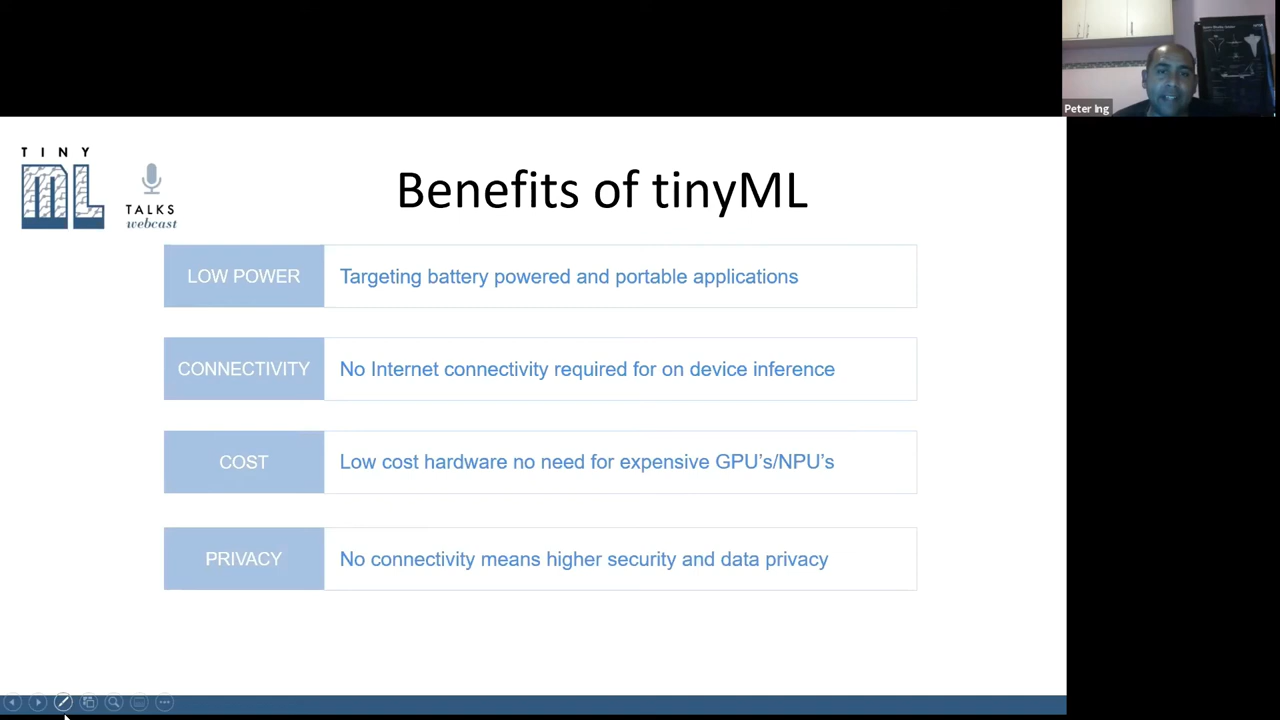 Peter Ing
TINY
ML
TALKS
webcast
Benefits of tinyML
LOW POWER
Targeting battery powered and portable applications
CONNECTIVITY
No Internet connectivity required for on device inference
COST
Low cost hardware no need for expensive GPU’s/NPU’s
PRIVACY
No connectivity means higher security and data privacy